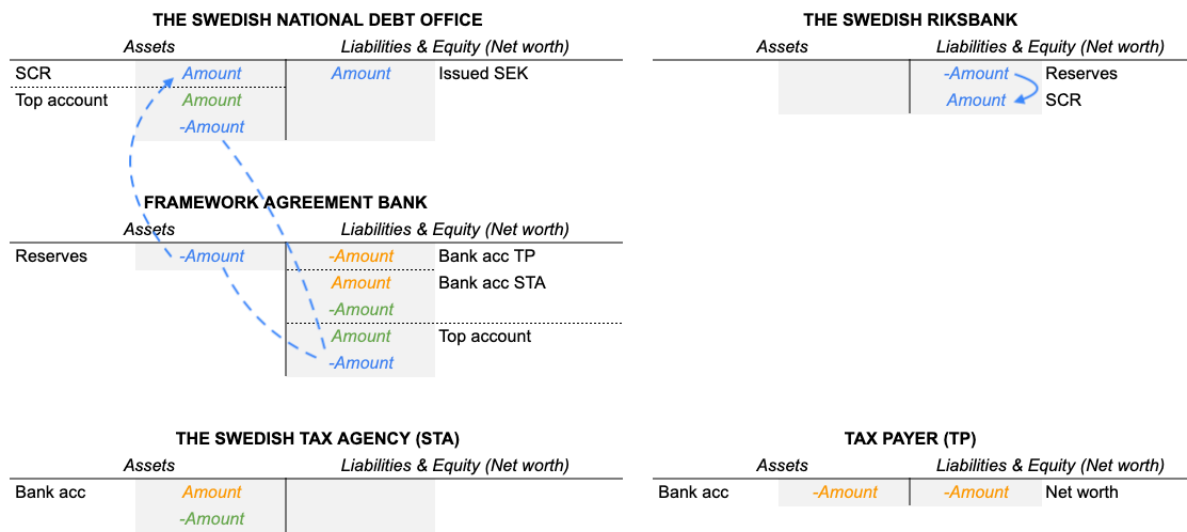 THE SWEDISH NATIONAL DEBT OFFICE
Assets Liabilities & Equity (Net worth)
SCR Amount Amount Issued SEK
Top account Amount
-Amount
THE SWEDISH RIKSBANK
Assets Liabilities & Equity (Net worth)
-Amount Reserves
Amount SCR
FRAMEWORK AGREEMENT BANK
Assets Liabilities & Equity (Net worth)
Reserves -Amount -Amount Bank acc TP
Amount Bank acc STA
-Amount
Amount Top account
-Amount
THE SWEDISH TAX AGENCY (STA)
Assets Liabilities & Equity (Net worth)
Bank acc Amount
-Amount
TAX PAYER (TP)
Assets Liabilities & Equity (Net worth)
Bank acc -Amount -Amount Net worth